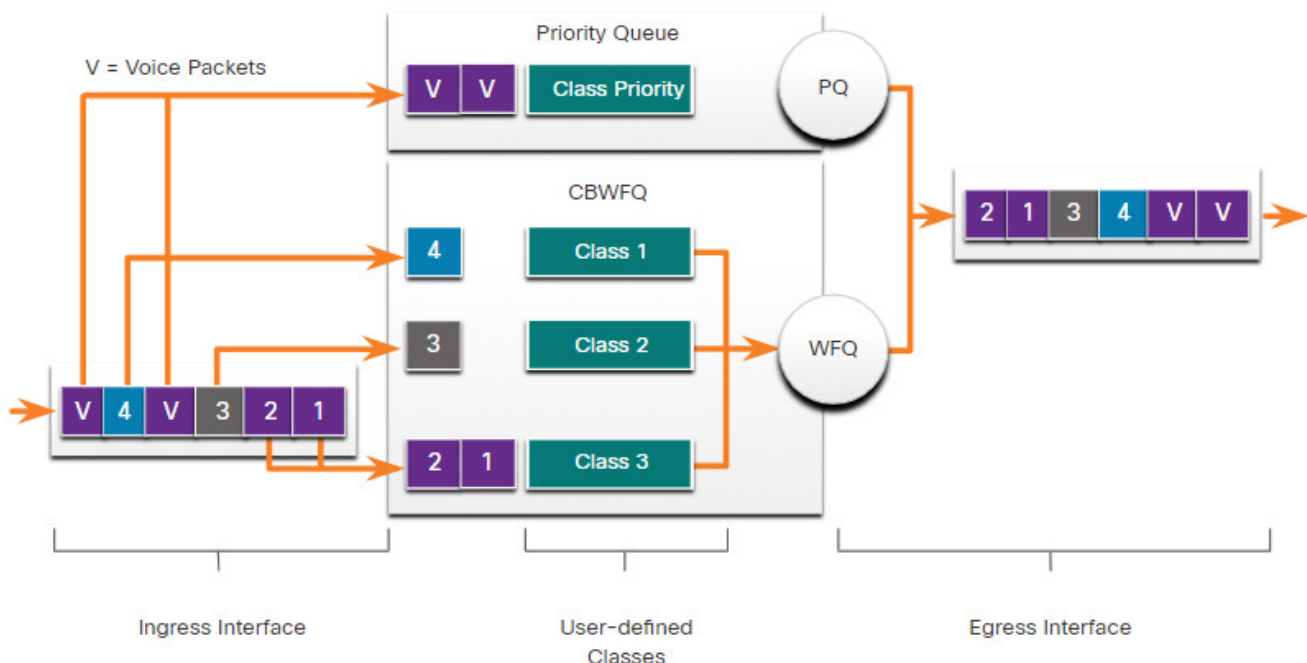 Priority Queue
V = Voice Packets
V V Class Priority
PQ
CBWFQ
4 Class 1
2 1 3 4 V V
3 Class 2
WFQ
V 4 V 3 2 1
2 1 Class 3
Ingress Interface
User-defined
Classes
Egress Interface